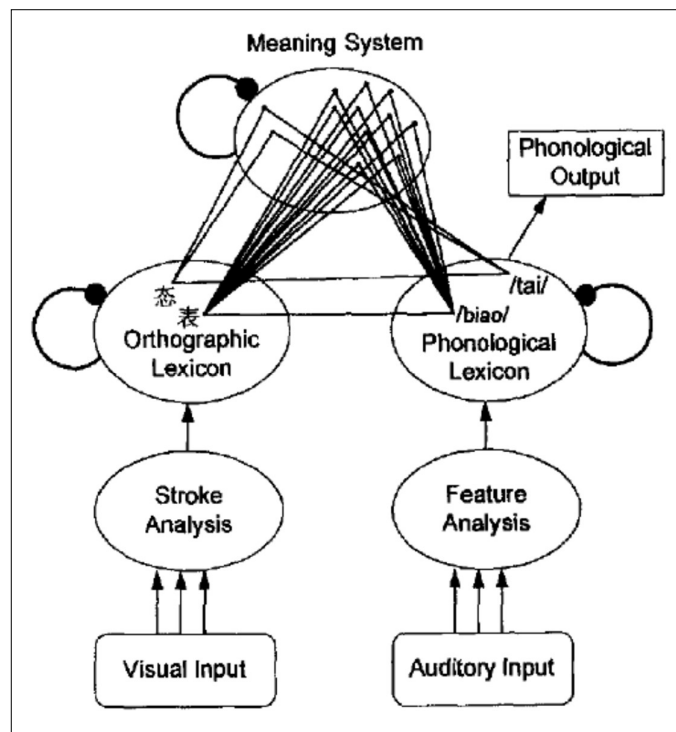 Meaning System
Phonological
Output
态
/tai/
表
/biao/
Orthographic
Lexicon
Phonological
Lexicon
Stroke
Analysis
Feature
Analysis
Visual Input
Auditory Input